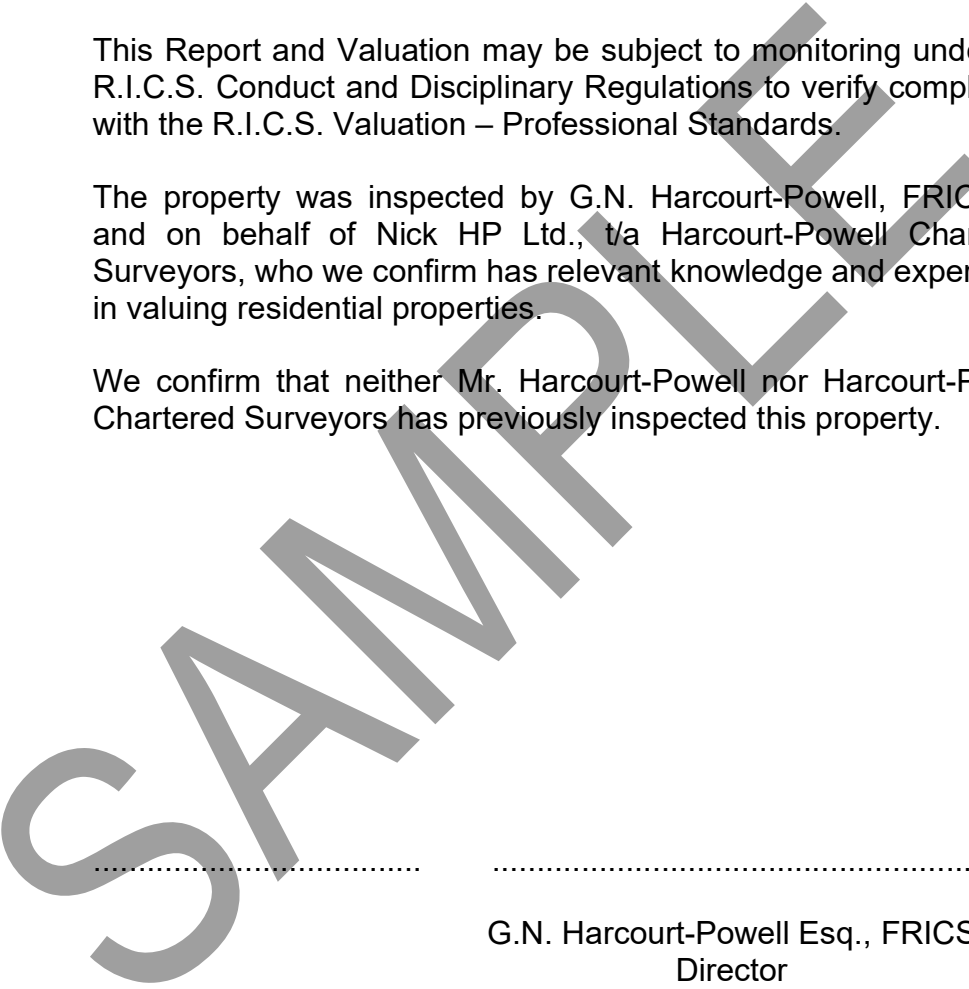 This Report and Valuation may be subject to monitoring unde
R.I.C.S. Conduct and Disciplinary Regulations to verify compl
with the R.I.C.S. Valuation – Professional Standards.
The property was inspected by G.N. Harcourt-Powell, FRIC
and on behalf of Nick HP Ltd., t/a Harcourt-Powell Char
Surveyors, who we confirm has relevant knowledge and exper
in valuing residential properties.
We confirm that neither Mr. Harcourt-Powell nor Harcourt-P
Chartered Surveyors has previously inspected this property.
SAMPLE
G.N. Harcourt-Powell Esq., FRICS
Director